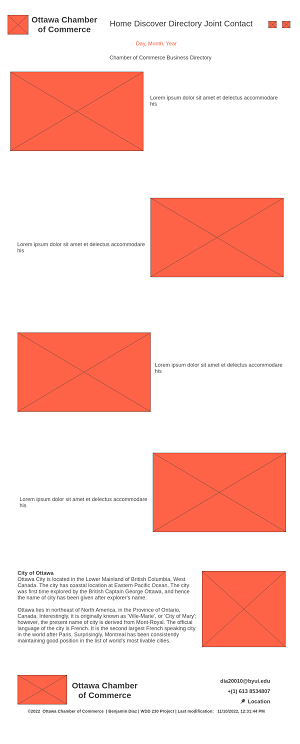 Ottawa Chamber
of Commerce
Home Discover Directory Joint Contact
Day, Month, Year
Chamber of Commerce Business Directory
Lorem ipsum dolor sit amet et delectus accommodare
his
Lorem ipsum dolor sit amet et delectus accommodare
his
Lorem ipsum dolor sit amet et delectus accommodare
his
Lorem ipsum dolor sit amet et delectus accommodare
his
City of Ottawa
Ottawa City is located in the Lower Mainland of British Columbia, West
Canada. The city has coastal location at Eastern Pacific Ocean. The city
was first explored by the British Captain George Ottawa, and hence
the name of city has been given after explorer's name.
Ottawa lies in northeast of North America, in the Province of Ontario,
Canada. Interestingly, it is originally known as 'Ville-Marie', or 'City of Mary';
however, the present name of city is derived from Mont-Royal. The official
language of the city is French. It is the second largest French speaking city
in the world after Paris. Surprisingly, Montreal has been consistently
maintaining good position in the list of world's most livable cities.
Ottawa Chamber
of Commerce
dia20010@byui.edu
+(1) 613 8534807
Location
©2022 Ottawa Chamber of Commerce | Benjamin Diaz | WDD 230 Project | Last modification: 11/10/2022, 12:31:44 PM